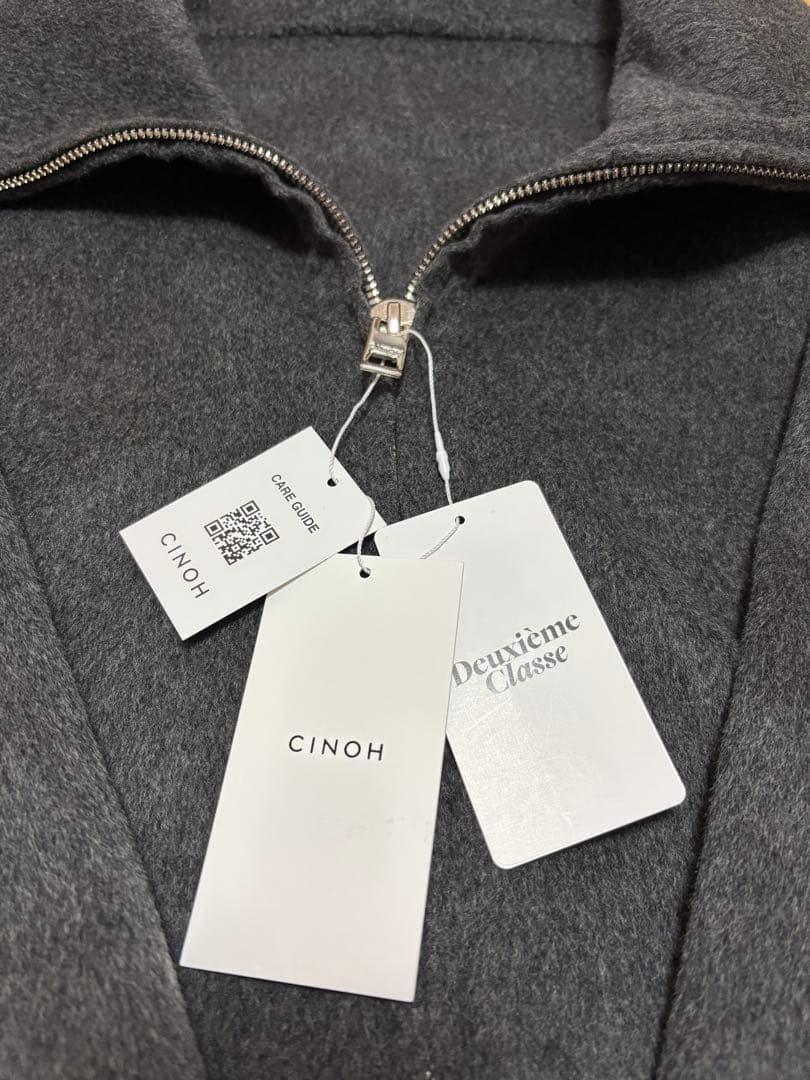 CARE GUIDE
CINOH
CINOH
Deuxième
Classe